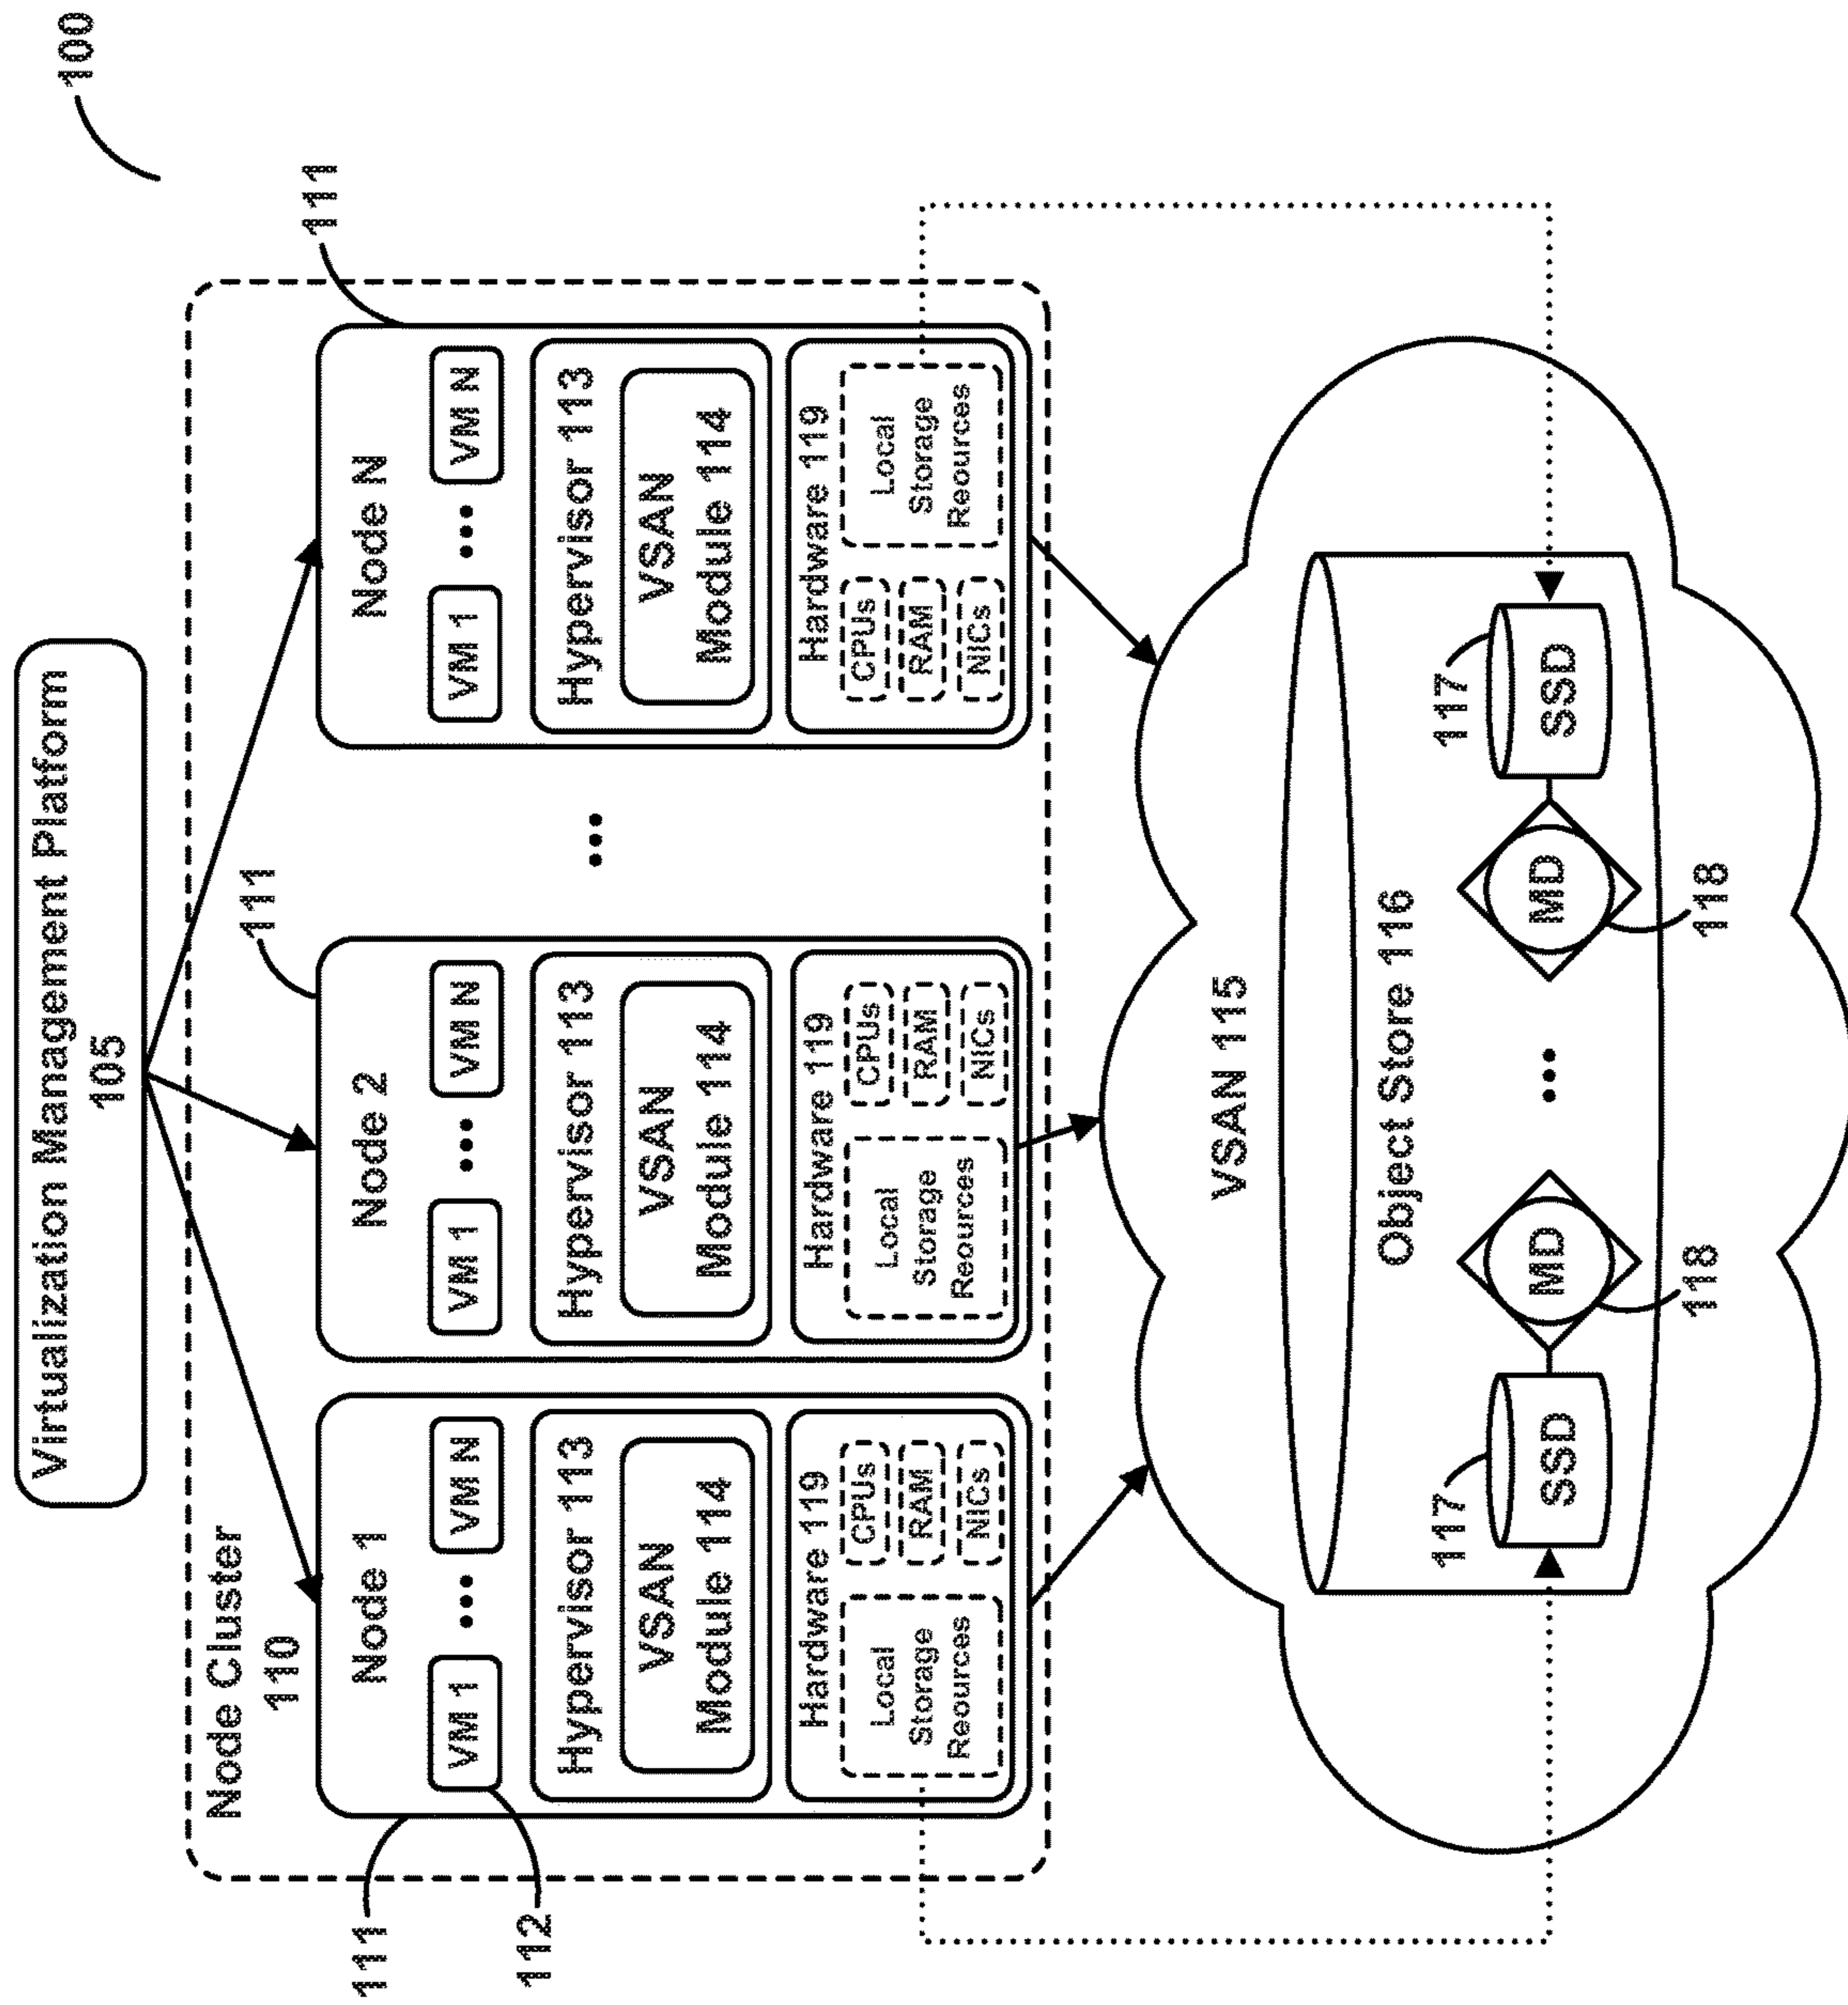 100
Virtualization Management Platform
105
Node Cluster
110
111
111
111
112
Node 1
VM 1
•••
VM N
Hypervisor 113
VSAN
Module 114
Hardware 119
Local
Storage
Reources
CPUs
RAM
NICs
Node 2
VM 1
•••
VM N
Hypervisor 113
VSAN
Module 114
Hardware 119
Local
Storage
Reources
CPUs
RAM
NICs
•••
Node N
VM 1
•••
VM N
Hypervisor 113
VSAN
Module 114
Hardware 119
CPUs
RAM
NICs
Local
Storage
Reources
VSAN 115
Object Store 116
117
SSD
MD
118
•••
MD
118
117
SSD